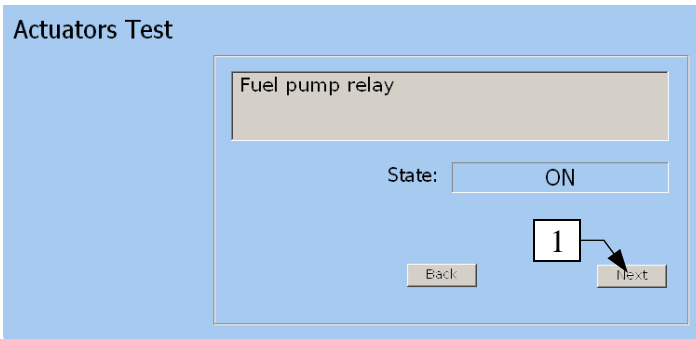 Actuators Test
Fuel pump relay
State: ON
1
Back Next